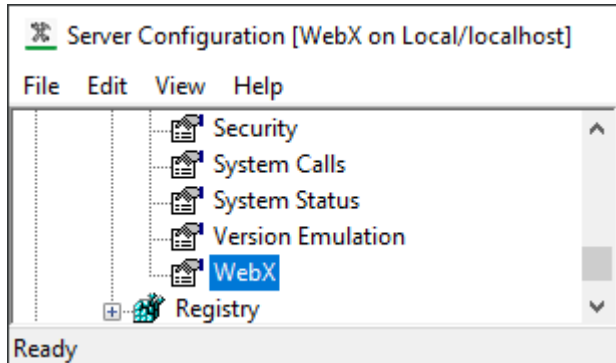 Server Configuration [WebX on Local/localhost]
File Edit View Help
Security
System Calls
System Status
Version Emulation
WebX
Registry
Ready